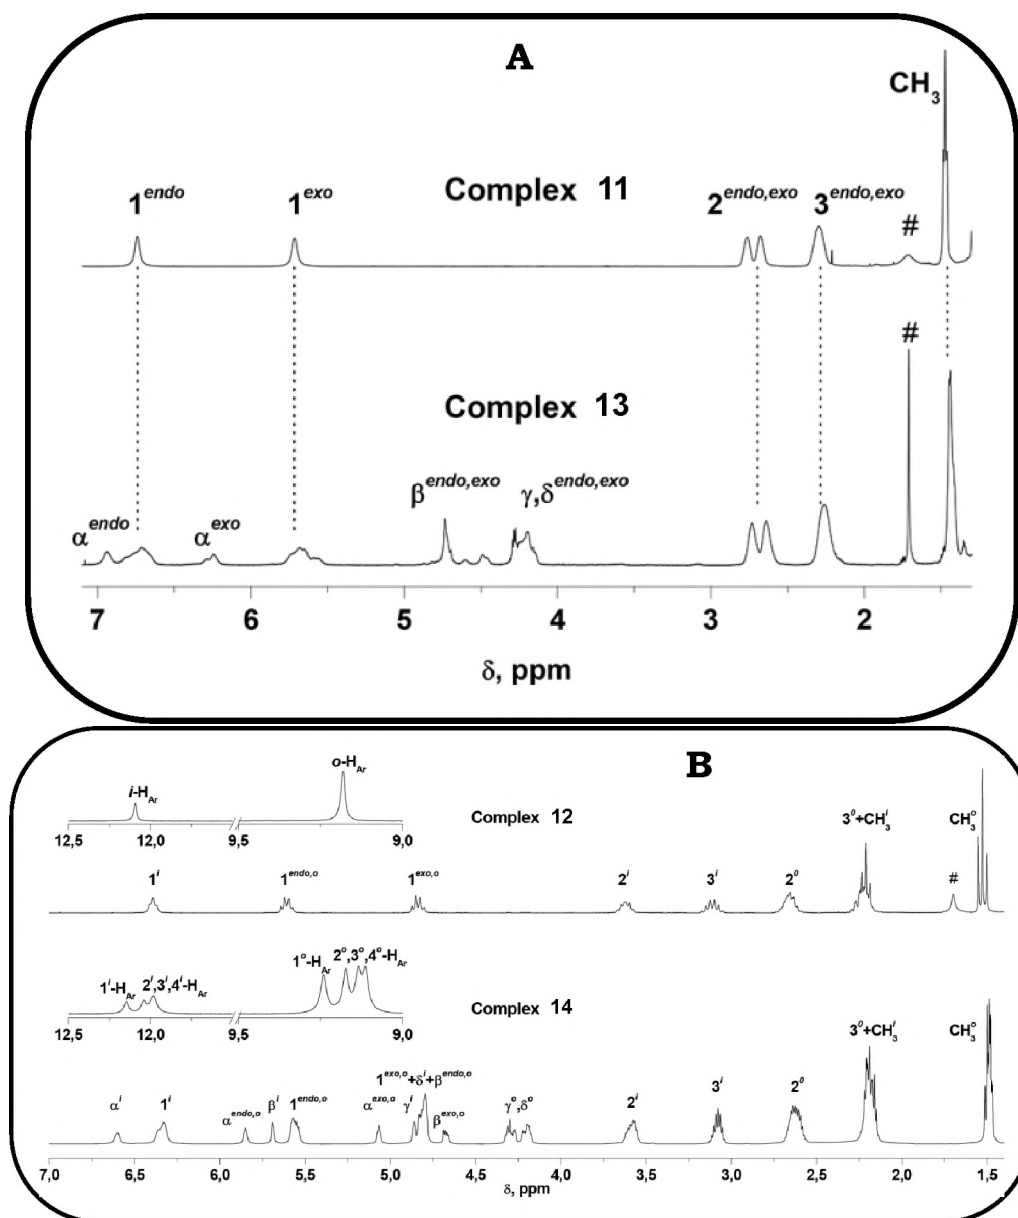 A
CH3
1endo 1exo Complex 11 2endo,exo 3endo,exo
#
#
Complex 13
αendo αexo βendo,exo γ,δendo,exo
7 6 5 4 3 2
δ, ppm
B
i-HAr o-HAr
Complex 12 3o+CH3i CH3o
12,5 12,0 9,5 9,0
1i 1endo,o 1exo,o 2i 3i 2o #
1i-HAr 2i,3i,4i-HAr 1o-HAr 2o,3o,4o-HAr
Complex 14 3o+CH3i CH3o
12,5 12,0 9,5 9,0
1exo,o+δi+βendo,o
αi 1i αendo,o βi 1endo,o αexo,o γi βexo,o γo,δo 2i 3i 2o
7,0 6,5 6,0 5,5 5,0 4,5 4,0 3,5 3,0 2,5 2,0 1,5
δ, ppm